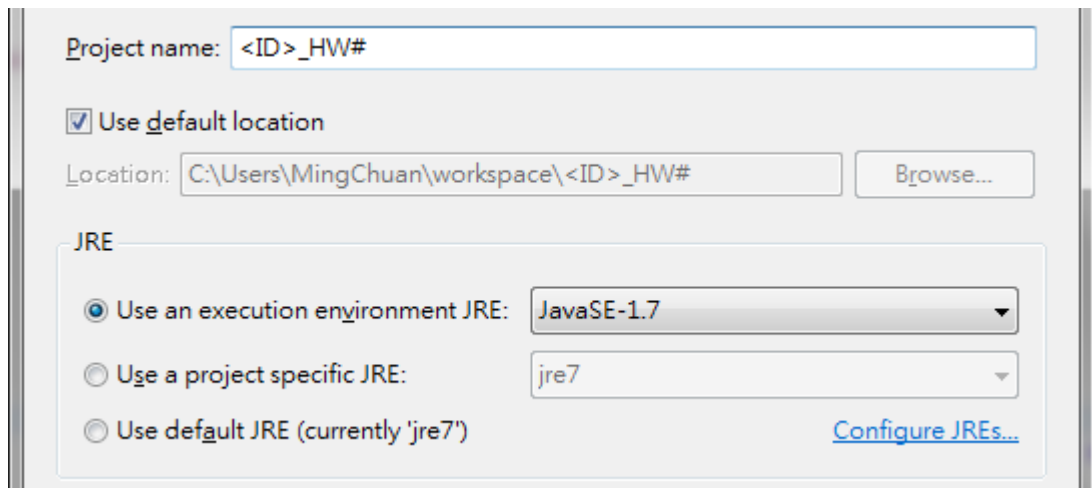 Project name: <ID>_HW#
Use default location
Location: C:\Users\MingChuan\workspace\<ID>_HW# Browse...
JRE
Use an execution environment JRE: JavaSE-1.7
Use a project specific JRE: jre7
Use default JRE (currently 'jre7') Configure JREs...